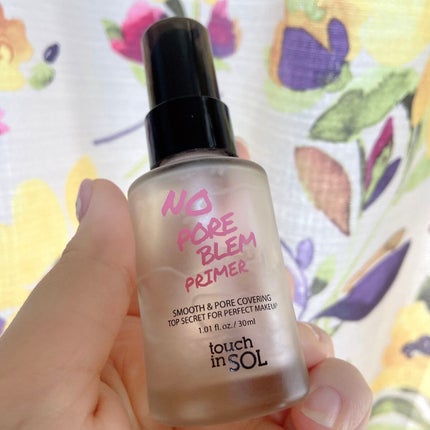 NO
PORE
BLEM
PRIMER
SMOOTH & PORE COVERING
TOP SECRET FOR PERFECT MAKEUP
1.01 fl.oz./30ml
touch
in SOL